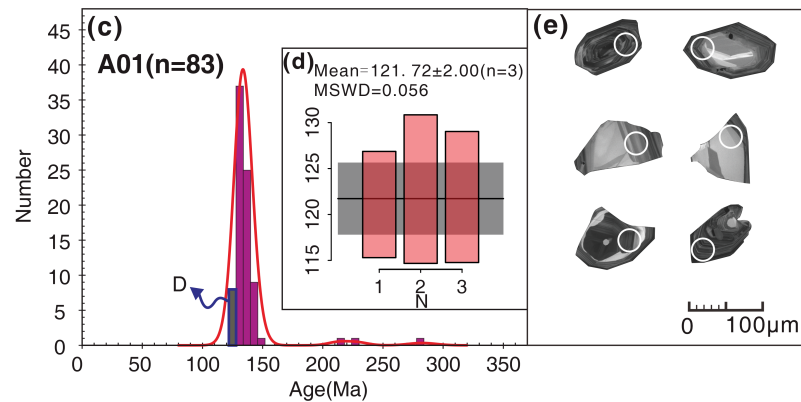 (c)
A01(n=83)
Number
45
40
35
30
25
20
15
10
5
0
D
0 50 100 150 200 250 300 350
Age(Ma)
(d)
Mean=121.72±2.00(n=3)
MSWD=0.056
130
125
120
115
1 2 3
N
(e)
0 100μm